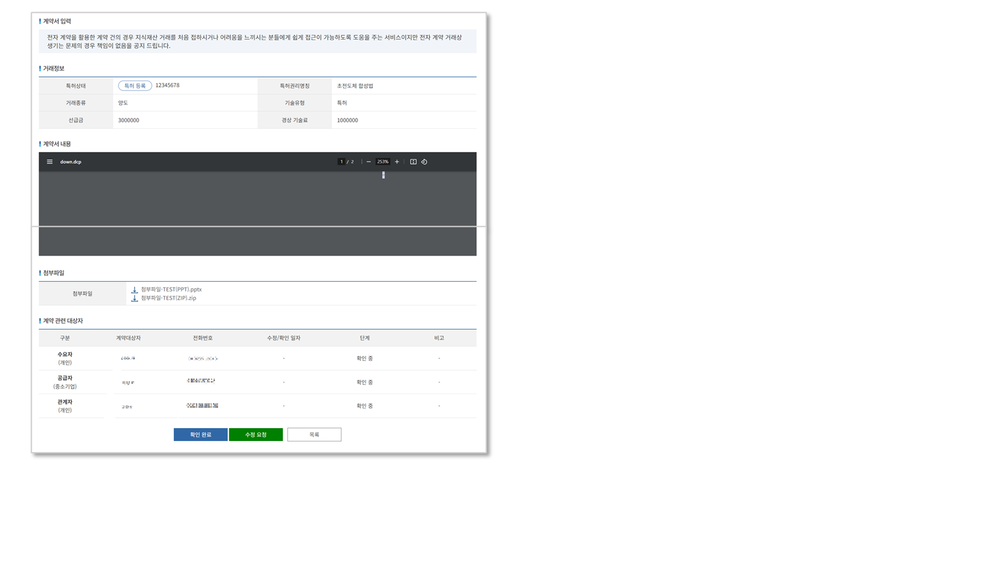 계약서 입력
전자 계약을 활용한 계약 건의 경우 지식재산 거래를 처음 접하시거나 어려움을 느끼시는 분들에게 쉽게 접근이 가능하도록 도움을 주는 서비스이지만 전자 계약 거래상
생기는 문제의 경우 책임이 없음을 공지 드립니다.
거래정보
특허상태 특허 등록 12345678 특허권리명칭 초전도체 합성법
거래종류 양도 기술유형 특허
선급금 3000000 경상 기술료 1000000
계약서 내용
down.dcp 1 / 2 253%
첨부파일
첨부파일
첨부파일-TEST(PPT).pptx
첨부파일-TEST(ZIP).zip
계약 관련 대상자
구분 계약대상자 전화번호 수정/확인 일자 단계 비고
수요자
(개인)
- 확인 중 -
공급자
(중소기업)
- 확인 중 -
관계자
(개인)
- 확인 중 -
확인 완료 수정 요청 목록